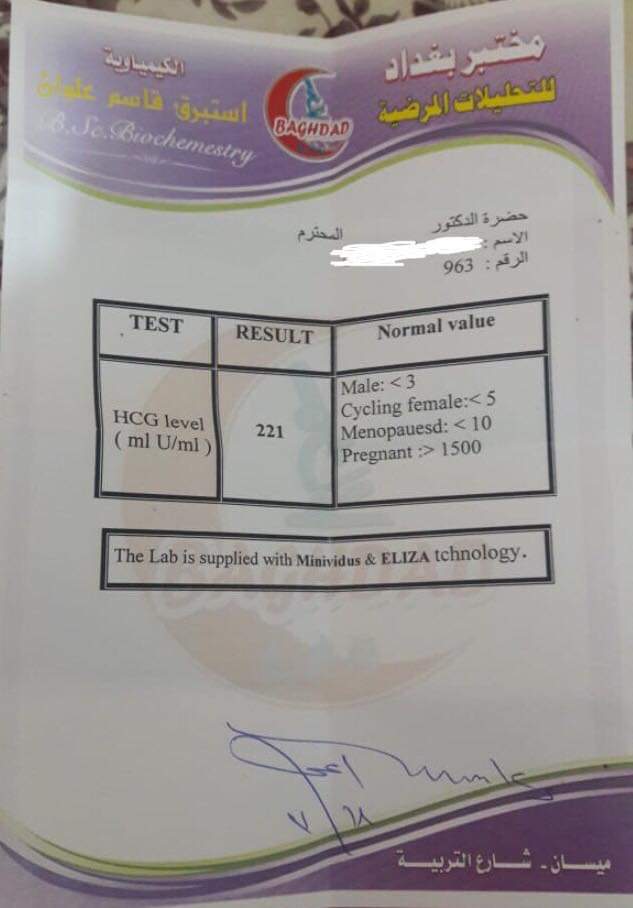 مختبر بغداد
للتحليلات المرضية
BAGHDAD
الكيمياوية
استبرق قاسم علوان
B.Sc.Biochemestry
حضرة الدكتور المحترم
الاسم :
الرقم : 963
TEST RESULT Normal value
HCG level
( ml U/ml )
221
Male: < 3
Cycling female:< 5
Menopauesd: < 10
Pregnant :> 1500
The Lab is supplied with Minividus & ELIZA tchnology.
BAGHDAD
ميسان - شارع التربية